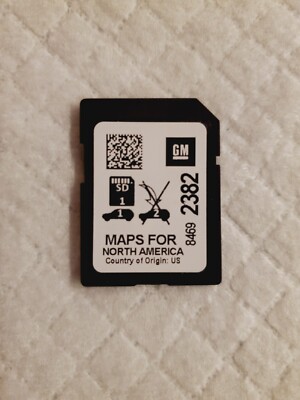 GM
SD
1
1
2
MAPS FOR
NORTH AMERICA
Country of Origin: US
8469 2382